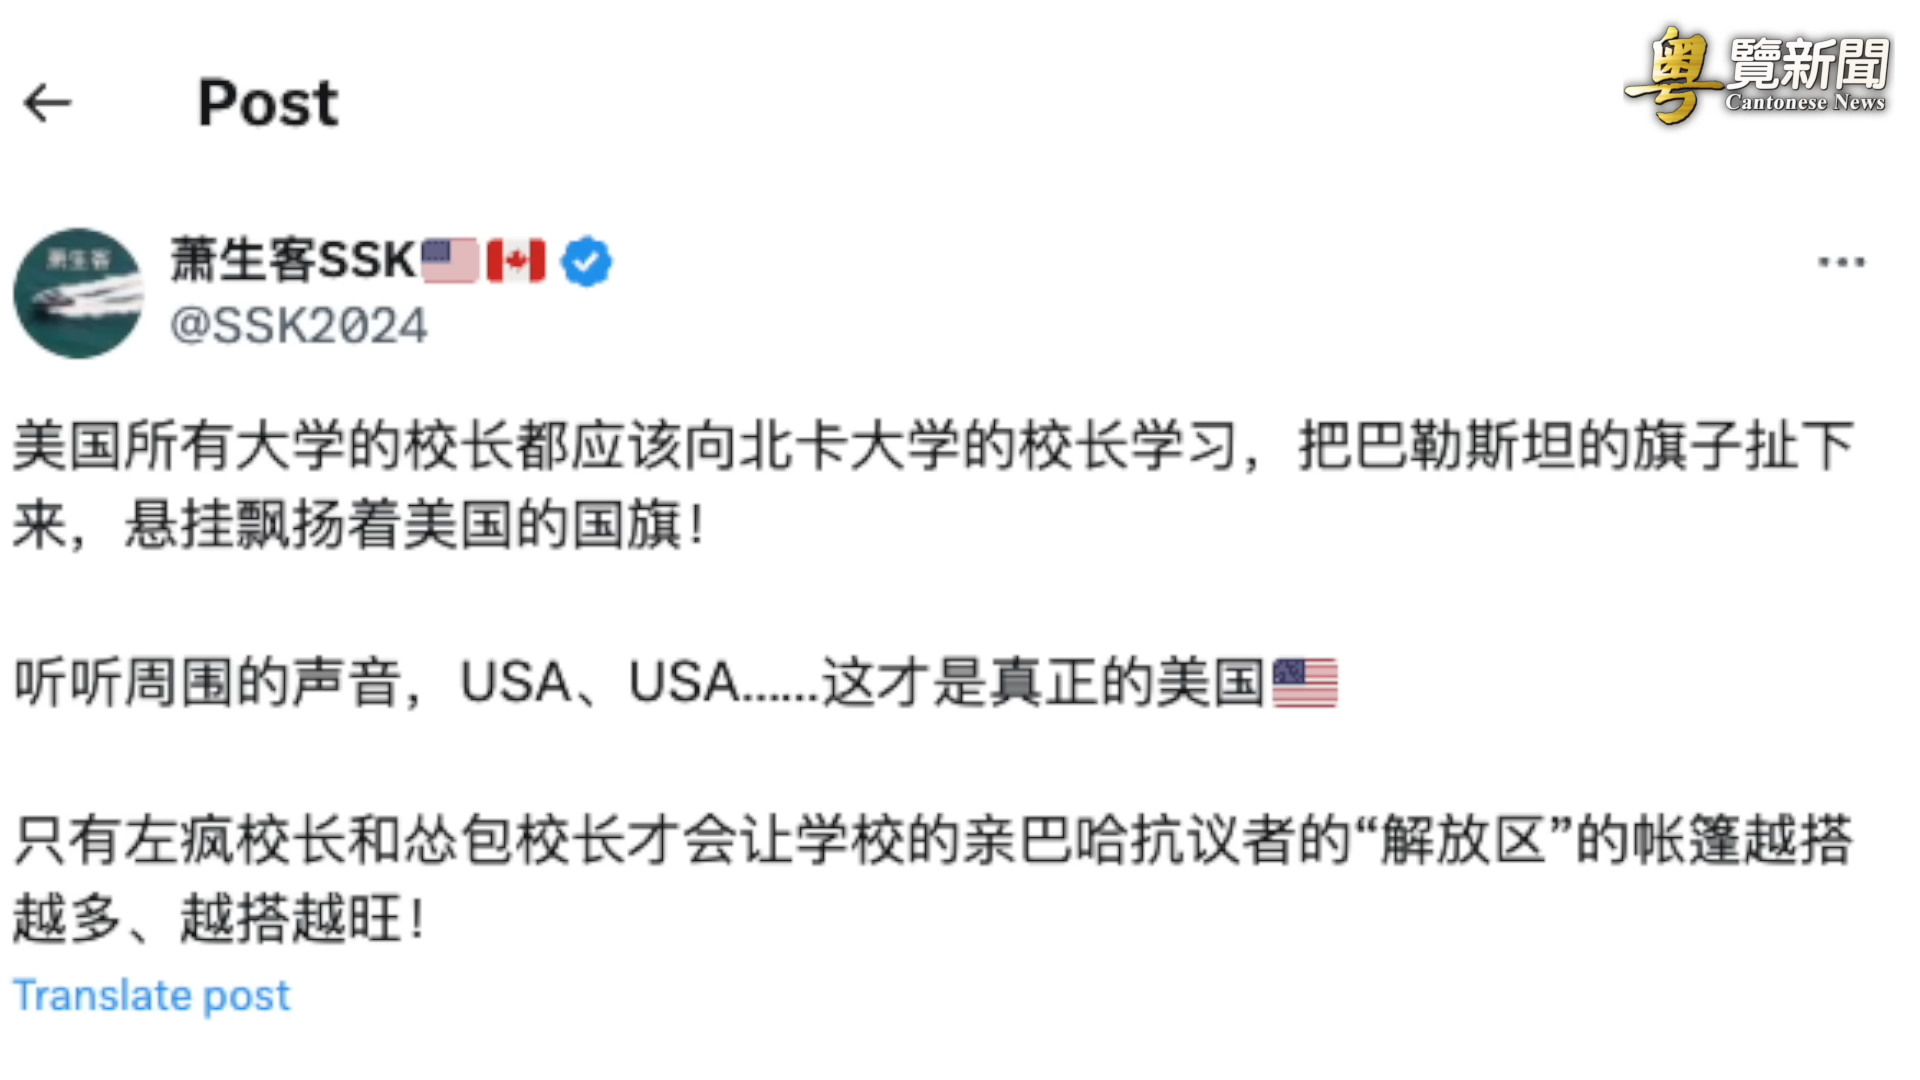 粤覽新聞
Cantonese News
Post
萧生客
萧生客SSK
@SSK2024
美国所有大学的校长都应该向北卡大学的校长学习，把巴勒斯坦的旗子扯下
来，悬挂飘扬着美国的国旗！
听听周围的声音，USA、USA......这才是真正的美国
只有左疯校长和怂包校长才会让学校的亲巴哈抗议者的“解放区”的帐篷越搭
越多、越搭越旺！
Translate post